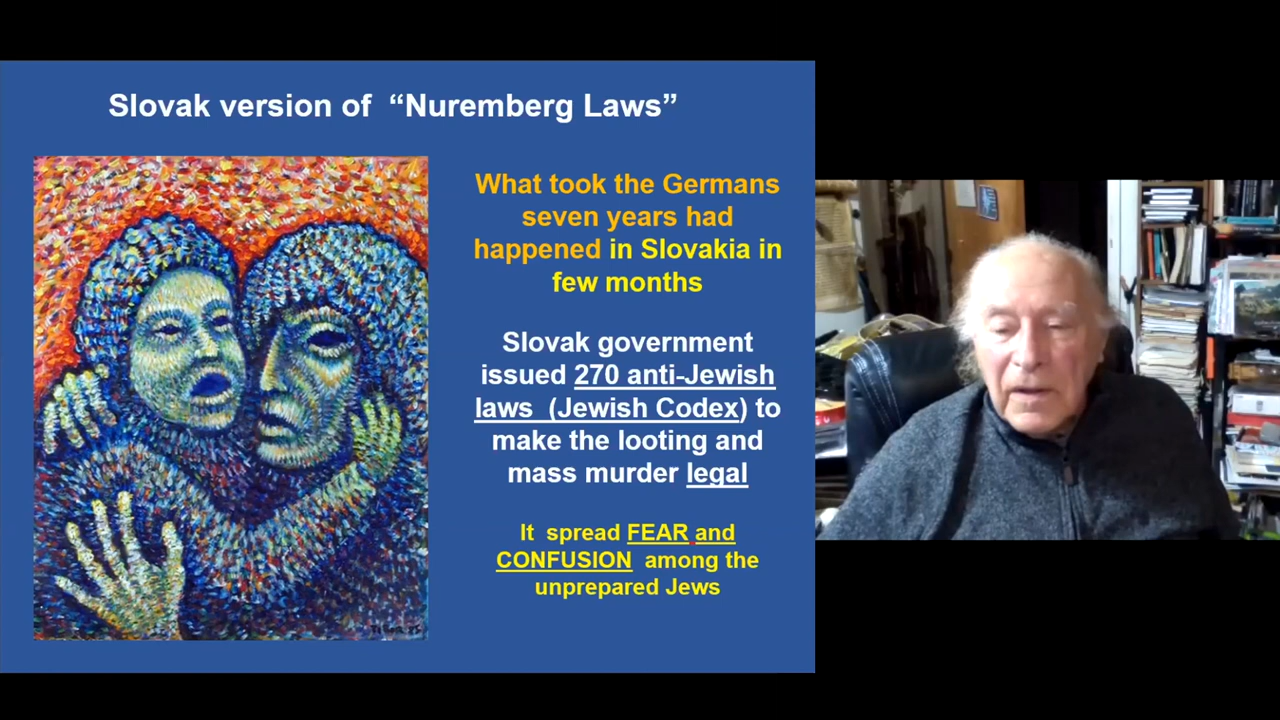 Slovak version of “Nuremberg Laws”
What took the Germans
seven years had
happened in Slovakia in
few months
Slovak government
issued 270 anti-Jewish
laws (Jewish Codex) to
make the looting and
mass murder legal
It spread FEAR and
CONFUSION among the
unprepared Jews